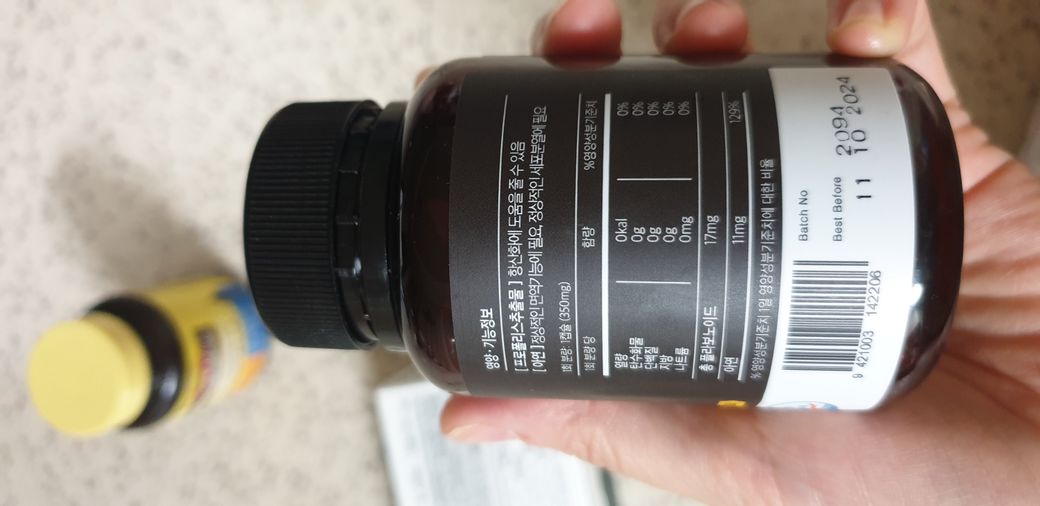 영양·기능정보
[프로폴리스추출물] 항산화에 도움을 줄 수 있음
[아연] 정상적인 면역기능에 필요, 정상적인 세포분열에 필요
1회 분량 1캡슐 (350mg)
1회 분량당 함량 %영양성분기준치
열량 0kal 0%
탄수화물 0g 0%
단백질 0g 0%
지방 0g 0%
나트륨 0mg 0%
총 플라보노이드 17mg
아연 11mg 129%
%영양성분기준치 1일 영양성분기준치에 대한 비율
Batch No 2094
Best Before 11 10 2024
9 421003 142206